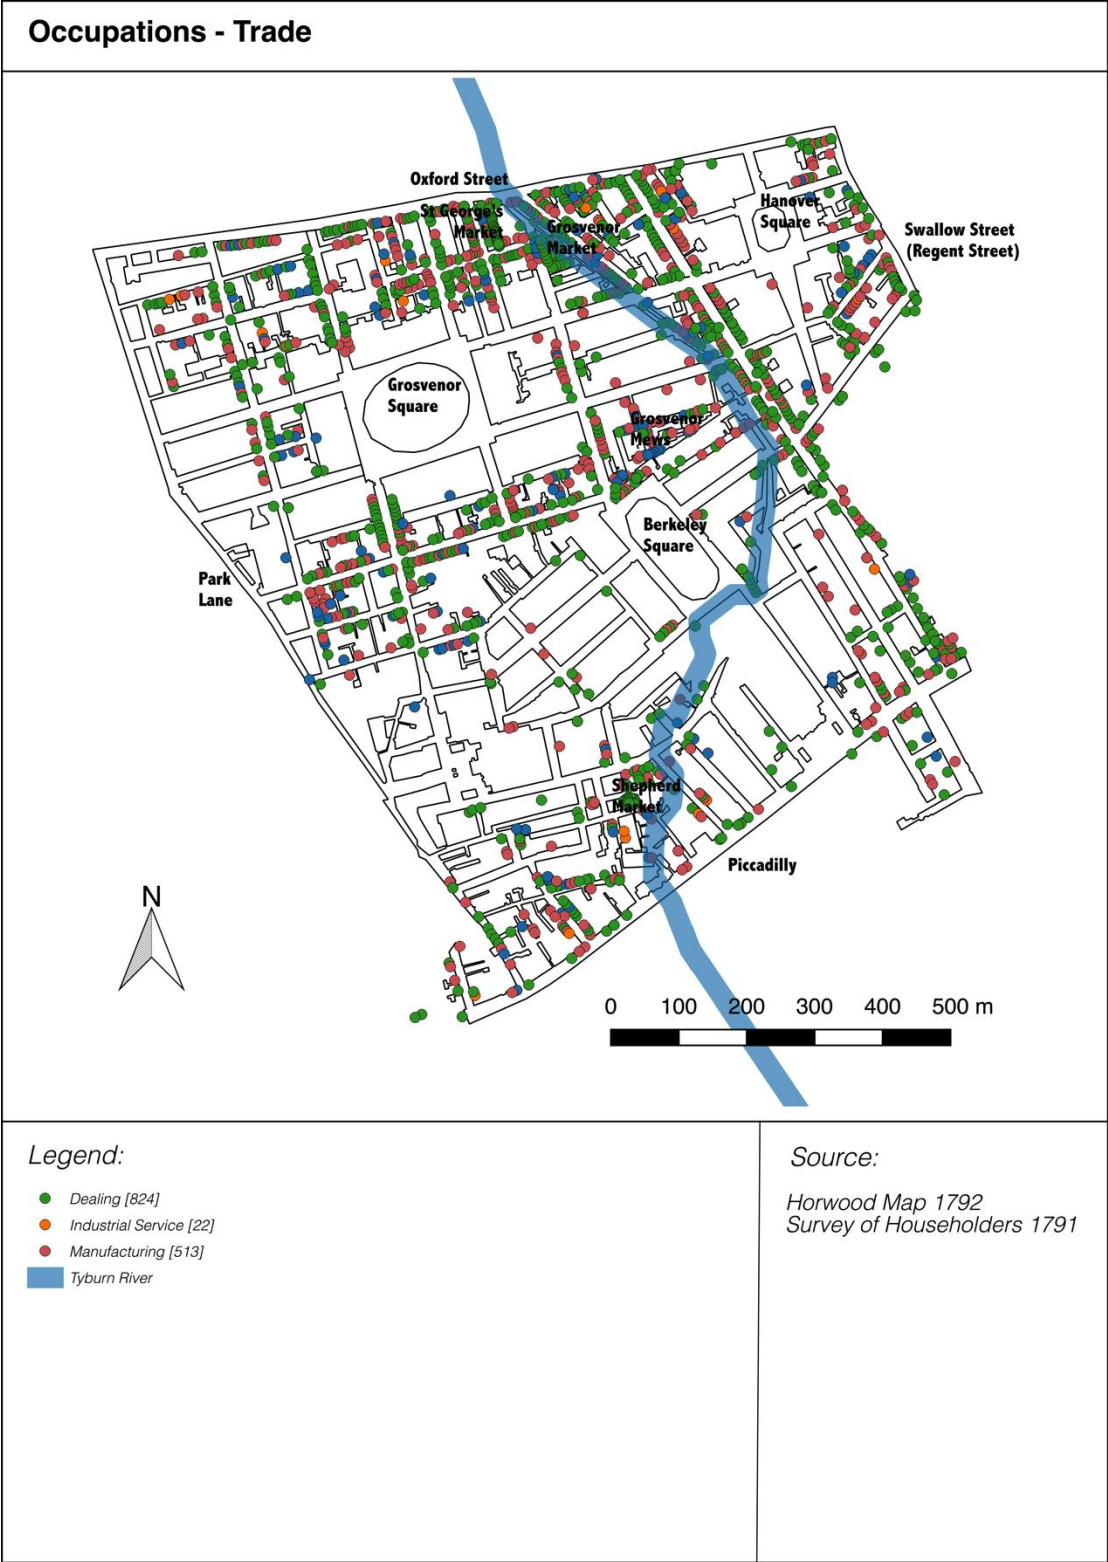 Occupations - Trade
Oxford Street
St George's
Market
Grosvenor
Market
Hanover
Square
Swallow Street
(Regent Street)
Grosvenor
Square
Grosvenor
Mews
Berkeley
Square
Park
Lane
Shepherd
Market
Piccadilly
N
0 100 200 300 400 500 m
Legend:
Dealing [824]
Industrial Service [22]
Manufacturing [513]
Tyburn River
Source:
Horwood Map 1792
Survey of Householders 1791